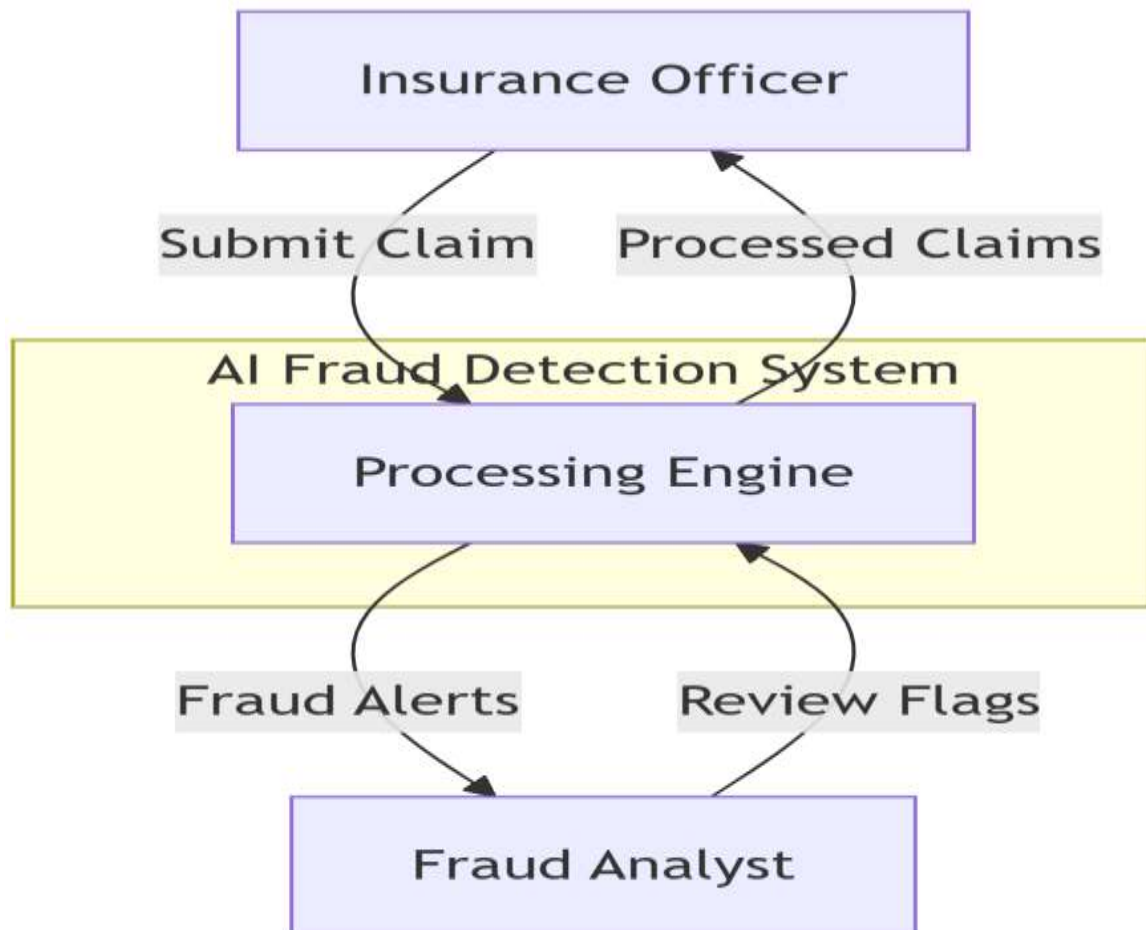 Insurance Officer
Submit Claim
Processed Claims
AI Fraud Detection System
Processing Engine
Fraud Alerts
Review Flags
Fraud Analyst